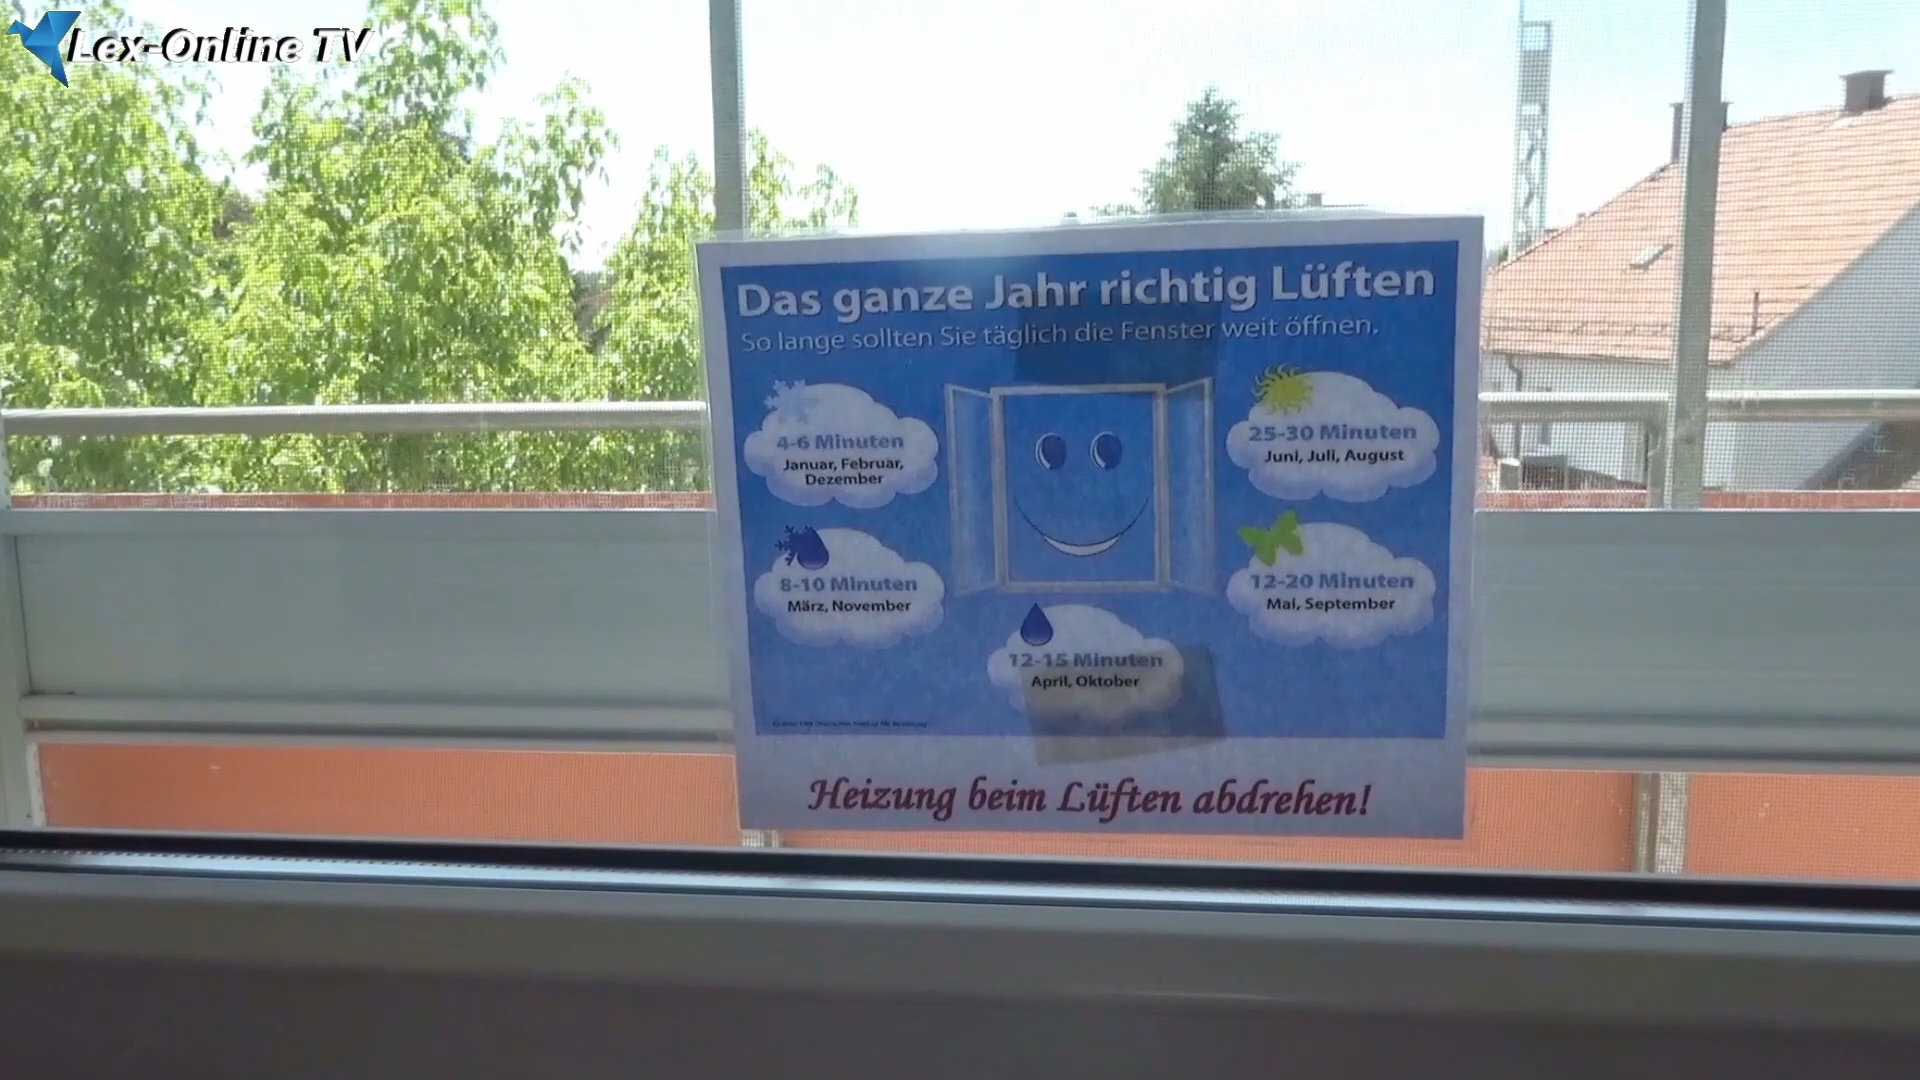 Lex-Online TV
Das ganze Jahr richtig Lüften
So lange sollten Sie täglich die Fenster weit öffnen.
4-6 Minuten
Januar, Februar,
Dezember
25-30 Minuten
Juni, Juli, August
8-10 Minuten
März, November
12-20 Minuten
Mai, September
12-15 Minuten
April, Oktober
Heizung beim Lüften abdrehen!